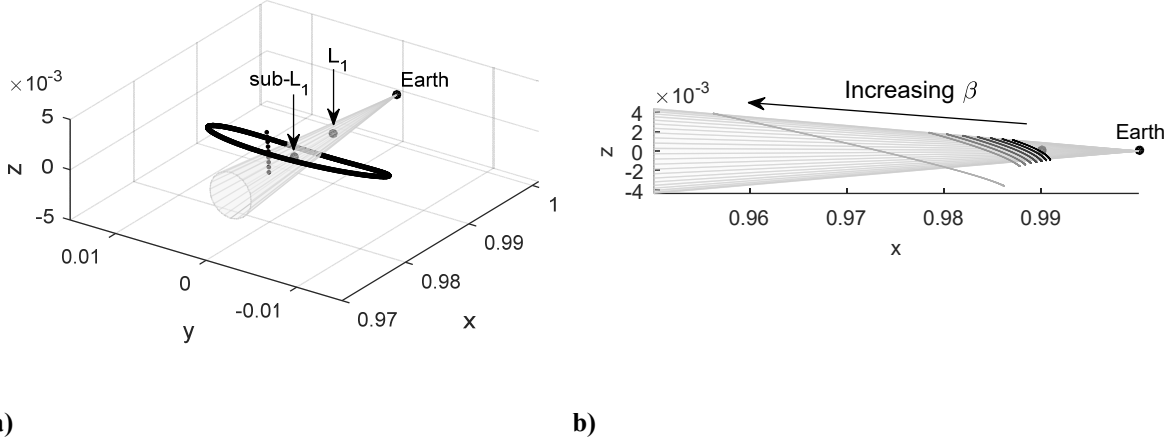 ×10⁻³
5
0
-5
z
sub-L₁
L₁
Earth
0.01
0
-0.01
y
0.97
0.98
0.99
1
x
a)
Increasing β
×10⁻³
4
2
0
-2
-4
z
Earth
0.96
0.97
0.98
0.99
x
b)